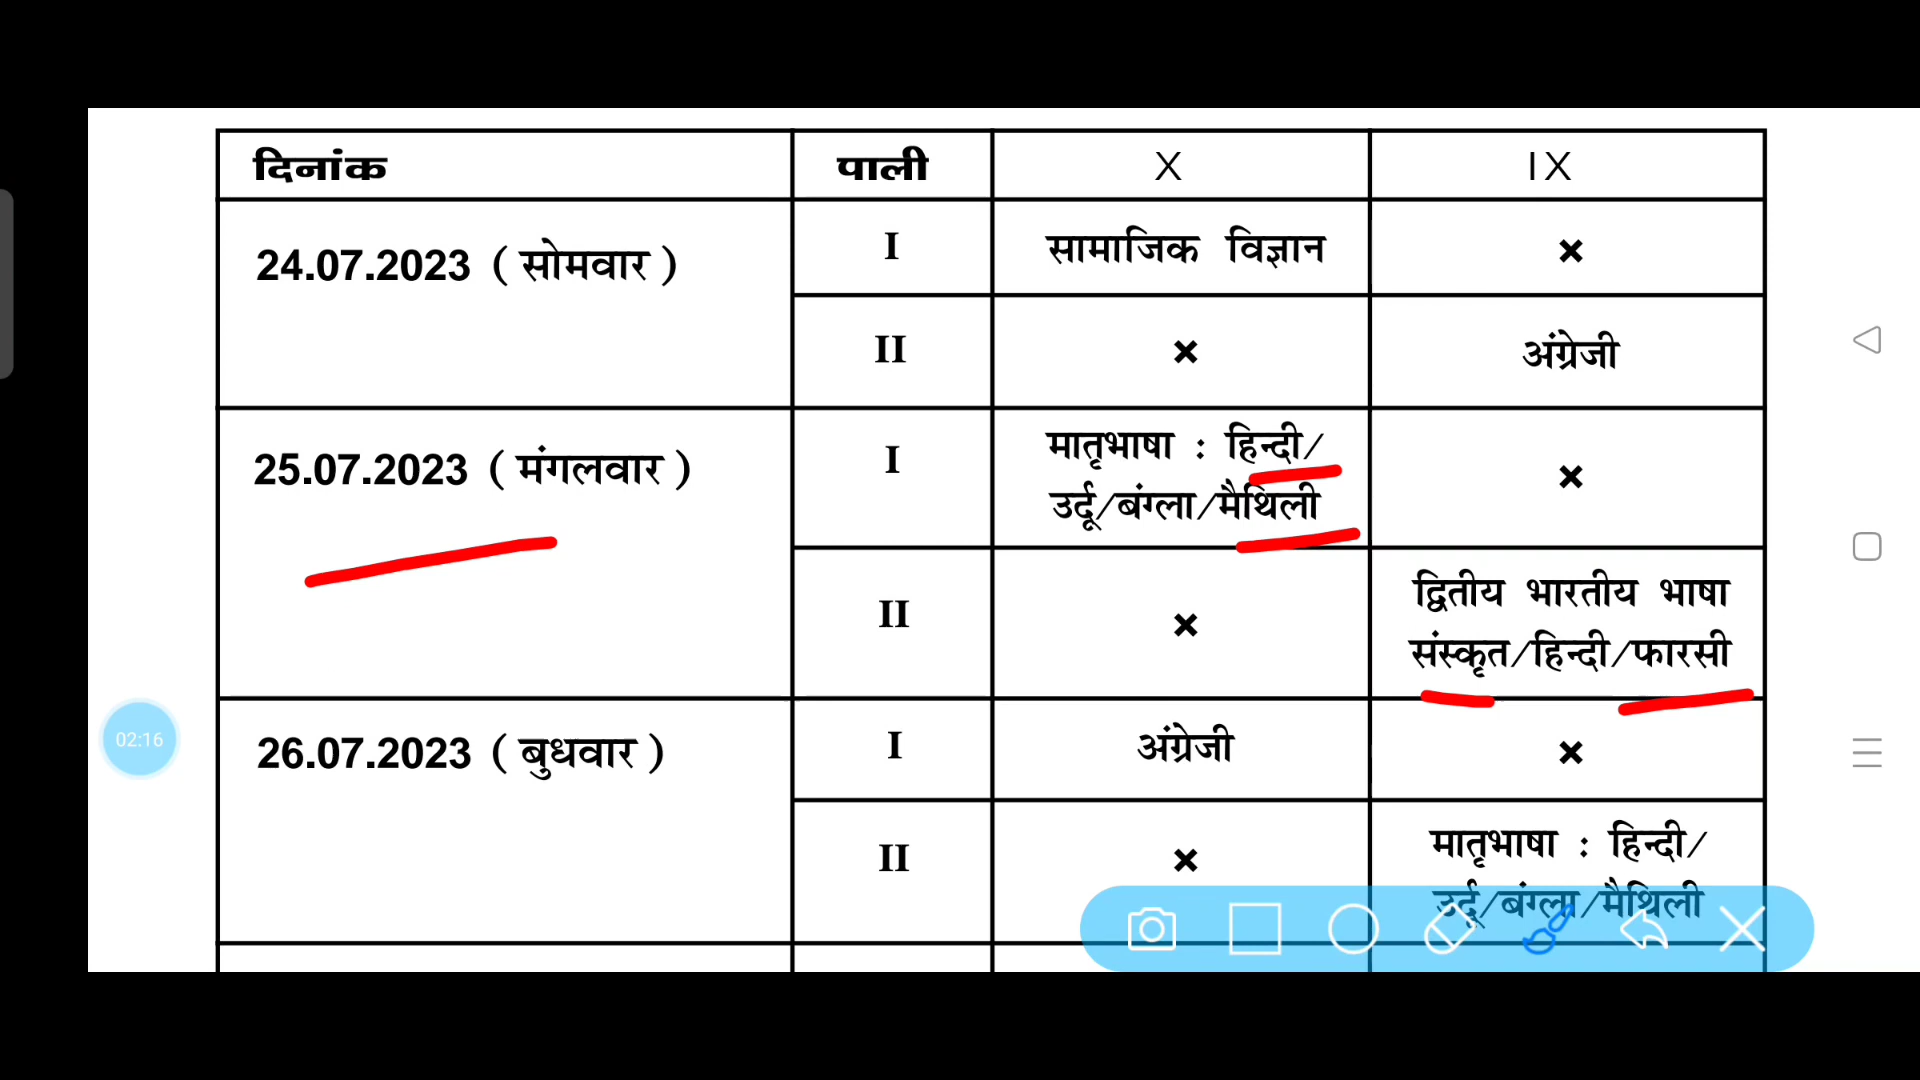 दिनांक पाली X IX
24.07.2023 ( सोमवार ) I सामाजिक विज्ञान ×
II × अंग्रेजी
25.07.2023 ( मंगलवार ) I मातृभाषा : हिन्दी/ ×
उर्दू/बंग्ला/मैथिली
II × द्वितीय भारतीय भाषा
संस्कृत/हिन्दी/फारसी
26.07.2023 ( बुधवार ) I अंग्रेजी ×
II × मातृभाषा : हिन्दी/
उर्दू/बंग्ला/मैथिली
02:16